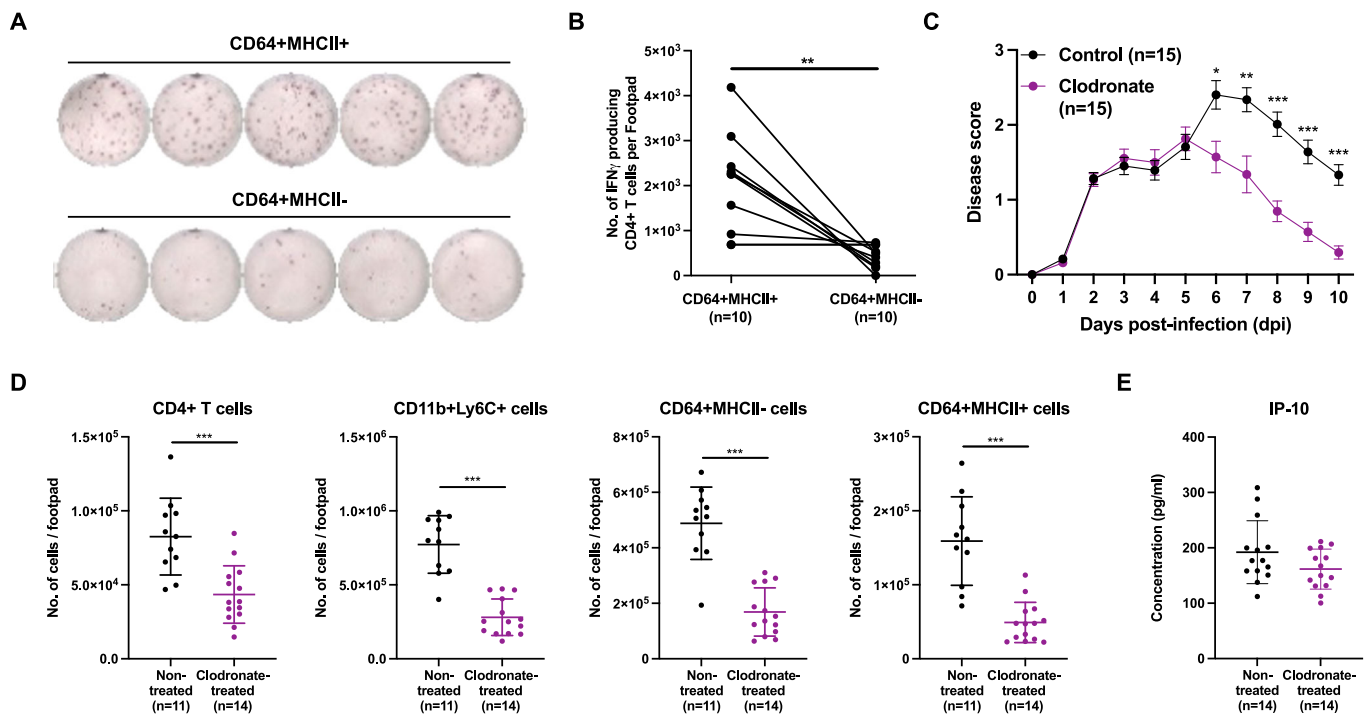 A
CD64+MHCII+
CD64+MHCII-
B
No. of IFNγ producing
CD4+ T cells per Footpad
5×10³
4×10³
3×10³
2×10³
1×10³
0
**
CD64+MHCII+
(n=10)
CD64+MHCII-
(n=10)
C
Disease score
3
2
1
0
Control (n=15)
Clodronate
(n=15)
*
**
***
***
***
0 1 2 3 4 5 6 7 8 9 10
Days post-infection (dpi)
D
CD4+ T cells
No. of cells / footpad
1.5×10⁵
1.0×10⁵
5.0×10⁴
0.0
***
Non-
treated
(n=11)
Clodronate-
treated
(n=14)
CD11b+Ly6C+ cells
No. of cells / footpad
1.5×10⁶
1.0×10⁶
5.0×10⁵
0.0
***
Non-
treated
(n=11)
Clodronate-
treated
(n=14)
CD64+MHCII- cells
No. of cells / footpad
8×10⁵
6×10⁵
4×10⁵
2×10⁵
0
***
Non-
treated
(n=11)
Clodronate-
treated
(n=14)
CD64+MHCII+ cells
No. of cells / footpad
3×10⁵
2×10⁵
1×10⁵
0
***
Non-
treated
(n=11)
Clodronate-
treated
(n=14)
E
IP-10
Concentration (pg/ml)
400
300
200
100
0
Non-
treated
(n=14)
Clodronate-
treated
(n=14)